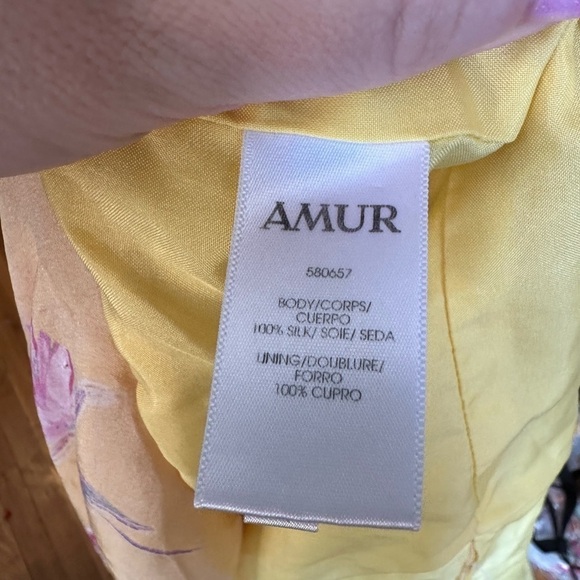 AMUR
580657
BODY/CORPS/
CUERPO
100% SILK/ SOIE/ SEDA
LINING/DOUBLURE/
FORRO
100% CUPRO